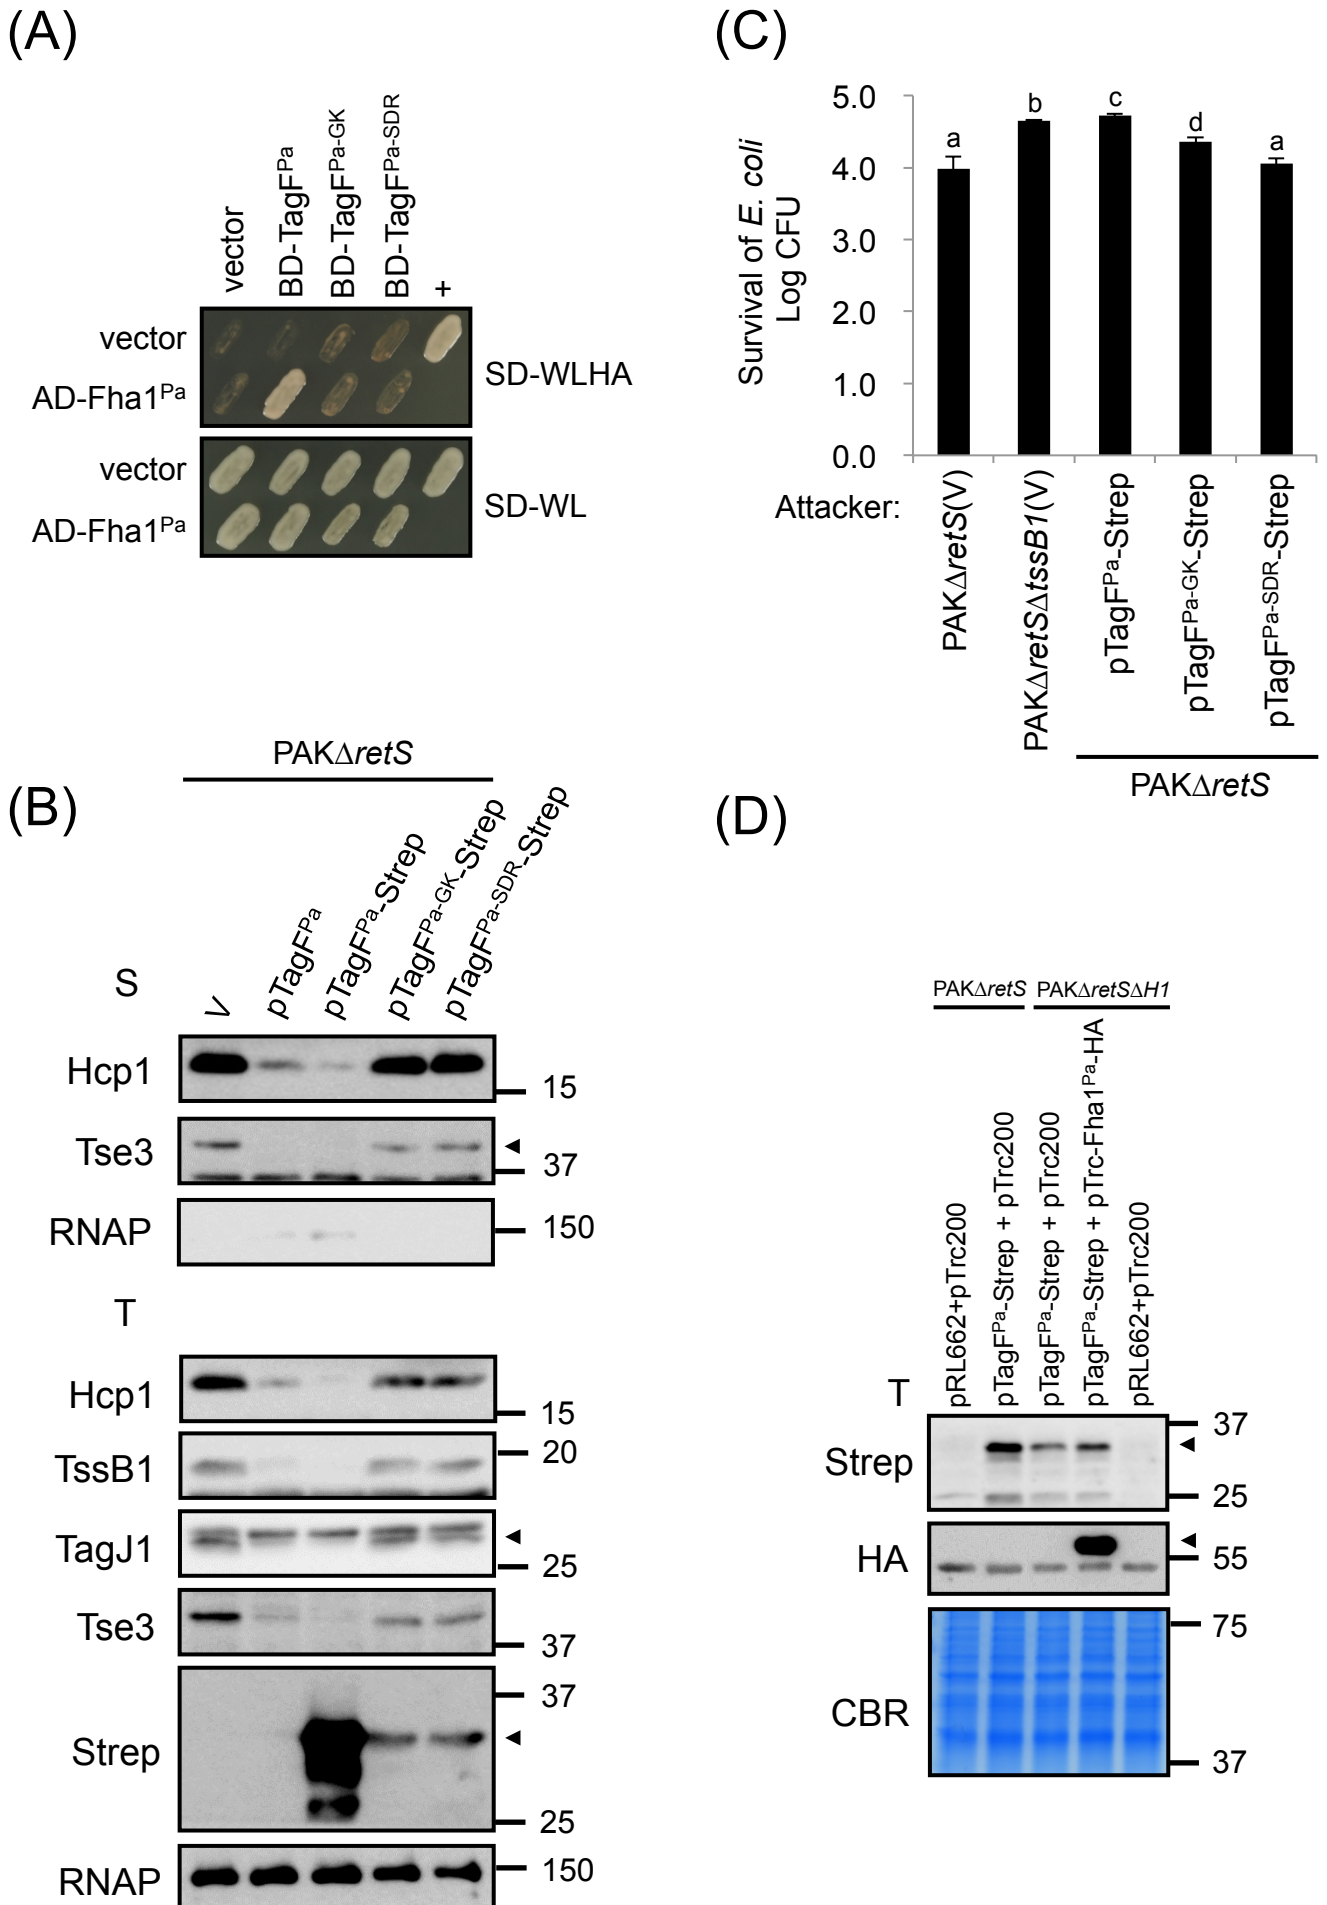 (A)
vector
BD-TagFPa
BD-TagFPa-GK
BD-TagFPa-SDR
+
vector
AD-Fha1Pa
SD-WLHA
vector
AD-Fha1Pa
SD-WL
(C)
Survival of E. coli
Log CFU
5.0
4.0
3.0
2.0
1.0
0.0
a
b
c
d
a
Attacker:
PAKΔretS(V)
PAKΔretSΔtssB1(V)
pTagFPa-Strep
pTagFPa-GK-Strep
pTagFPa-SDR-Strep
PAKΔretS
(B)
PAKΔretS
V
pTagFPa
pTagFPa-Strep
pTagFPa-GK-Strep
pTagFPa-SDR-Strep
S
Hcp1
15
Tse3
37
RNAP
150
T
Hcp1
15
TssB1
20
TagJ1
25
Tse3
37
Strep
37
25
RNAP
150
(D)
PAKΔretS
PAKΔretSΔH1
pRL662+pTrc200
pTagFPa-Strep + pTrc200
pTagFPa-Strep + pTrc200
pTagFPa-Strep + pTrc-Fha1Pa-HA
pRL662+pTrc200
T
Strep
37
25
HA
55
CBR
75
37